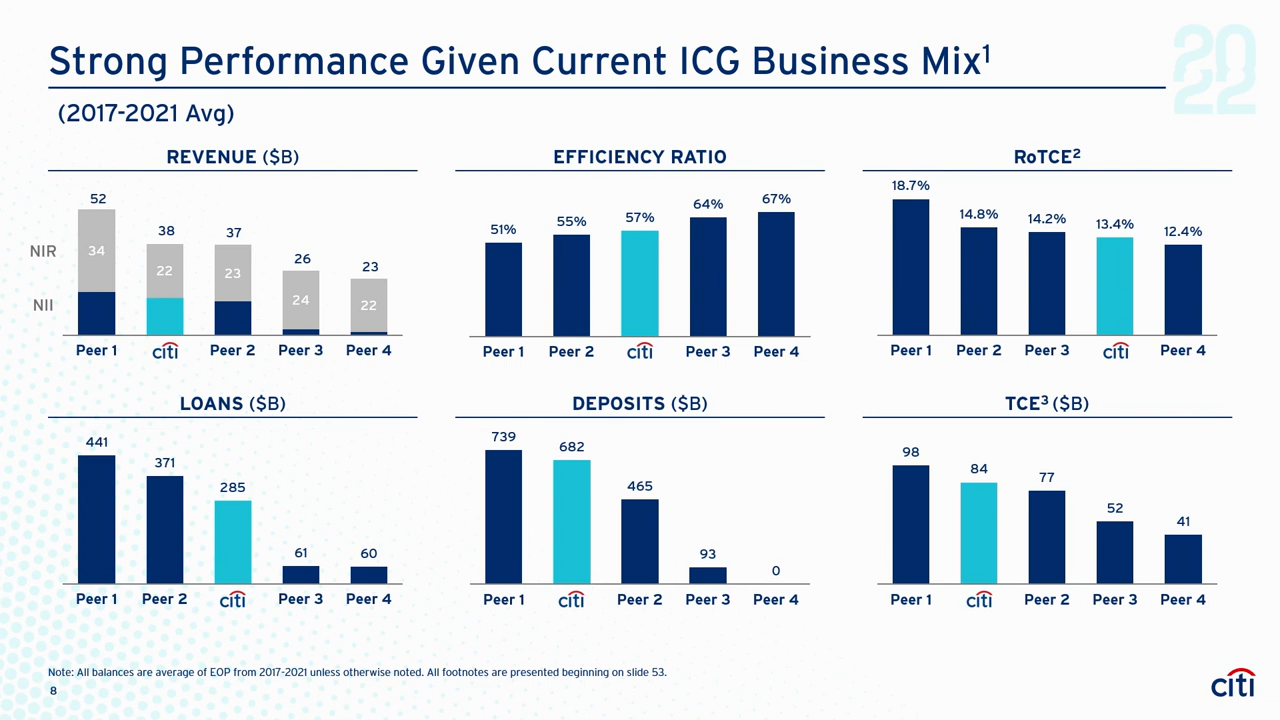 Strong Performance Given Current ICG Business Mix¹
2022
(2017-2021 Avg)
REVENUE ($B)
52
38
37
26
23
NIR
34
22
23
24
22
NII
Peer 1
citi
Peer 2
Peer 3
Peer 4
EFFICIENCY RATIO
51%
55%
57%
64%
67%
Peer 1
Peer 2
citi
Peer 3
Peer 4
RoTCE²
18.7%
14.8%
14.2%
13.4%
12.4%
Peer 1
Peer 2
Peer 3
citi
Peer 4
LOANS ($B)
441
371
285
61
60
Peer 1
Peer 2
citi
Peer 3
Peer 4
DEPOSITS ($B)
739
682
465
93
0
Peer 1
citi
Peer 2
Peer 3
Peer 4
TCE³ ($B)
98
84
77
52
41
Peer 1
citi
Peer 2
Peer 3
Peer 4
Note: All balances are average of EOP from 2017-2021 unless otherwise noted. All footnotes are presented beginning on slide 53.
8
citi